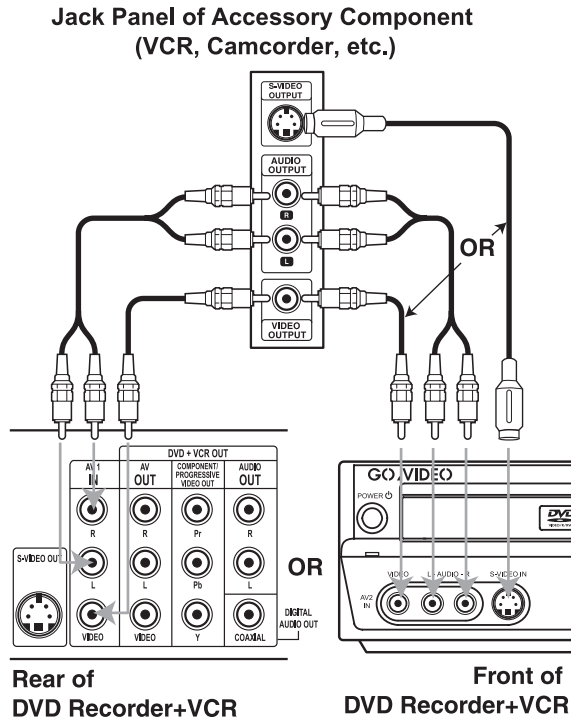 Jack Panel of Accessory Component
(VCR, Camcorder, etc.)
S-VIDEO
OUTPUT
AUDIO
OUTPUT
R
L
VIDEO
OUTPUT
OR
DVD + VCR OUT
AV1
IN
AV
OUT
COMPONENT/
PROGRESSIVE
VIDEO OUT
AUDIO
OUT
R
R
Pr
R
S-VIDEO OUT
L
L
Pb
L
VIDEO
VIDEO
Y
COAXIAL
DIGITAL
AUDIO OUT
OR
GO VIDEO
POWER
DVD
VIDEO
L - AUDIO - R
S-VIDEO IN
AV2
IN
Rear of
DVD Recorder+VCR
Front of
DVD Recorder+VCR